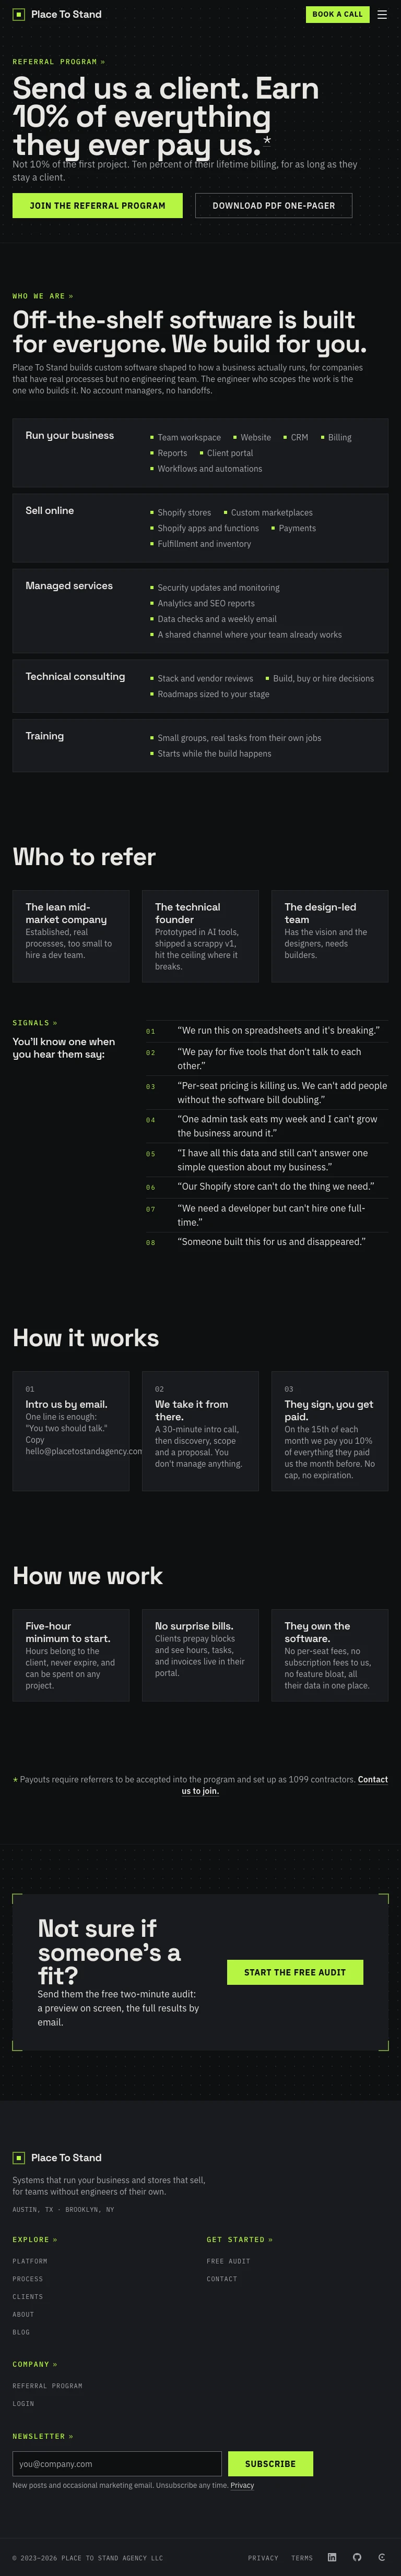 Place To Stand
BOOK A CALL
REFERRAL PROGRAM »
Send us a client. Earn
10% of everything
they ever pay us.*
Not 10% of the first project. Ten percent of their lifetime billing, for as long as they
stay a client.
JOIN THE REFERRAL PROGRAM
DOWNLOAD PDF ONE-PAGER
WHO WE ARE »
Off-the-shelf software is built
for everyone. We build for you.
Place To Stand builds custom software shaped to how a business actually runs, for companies
that have real processes but no engineering team. The engineer who scopes the work is the
one who builds it. No account managers, no handoffs.
Run your business
Team workspace
Website
CRM
Billing
Reports
Client portal
Workflows and automations
Sell online
Shopify stores
Custom marketplaces
Shopify apps and functions
Payments
Fulfillment and inventory
Managed services
Security updates and monitoring
Analytics and SEO reports
Data checks and a weekly email
A shared channel where your team already works
Technical consulting
Stack and vendor reviews
Build, buy or hire decisions
Roadmaps sized to your stage
Training
Small groups, real tasks from their own jobs
Starts while the build happens
Who to refer
The lean mid-
market company
Established, real
processes, too small to
hire a dev team.
The technical
founder
Prototyped in AI tools,
shipped a scrappy v1,
hit the ceiling where it
breaks.
The design-led
team
Has the vision and the
designers, needs
builders.
SIGNALS »
You'll know one when
you hear them say:
01 “We run this on spreadsheets and it's breaking.”
02 “We pay for five tools that don't talk to each
other.”
03 “Per-seat pricing is killing us. We can't add people
without the software bill doubling.”
04 “One admin task eats my week and I can't grow
the business around it.”
05 “I have all this data and still can't answer one
simple question about my business.”
06 “Our Shopify store can't do the thing we need.”
07 “We need a developer but can't hire one full-
time.”
08 “Someone built this for us and disappeared.”
How it works
01
Intro us by email.
One line is enough:
"You two should talk."
Copy
hello@placetostandagency.com
02
We take it from
there.
A 30-minute intro call,
then discovery, scope
and a proposal. You
don't manage anything.
03
They sign, you get
paid.
On the 15th of each
month we pay you 10%
of everything they paid
us the month before. No
cap, no expiration.
How we work
Five-hour
minimum to start.
Hours belong to the
client, never expire, and
can be spent on any
project.
No surprise bills.
Clients prepay blocks
and see hours, tasks,
and invoices live in their
portal.
They own the
software.
No per-seat fees, no
subscription fees to us,
no feature bloat, all
their data in one place.
* Payouts require referrers to be accepted into the program and set up as 1099 contractors. Contact
us to join.
Not sure if
someone's a
fit?
Send them the free two-minute audit:
a preview on screen, the full results by
email.
START THE FREE AUDIT
Place To Stand
Systems that run your business and stores that sell,
for teams without engineers of their own.
AUSTIN, TX · BROOKLYN, NY
EXPLORE »
PLATFORM
PROCESS
CLIENTS
ABOUT
BLOG
GET STARTED »
FREE AUDIT
CONTACT
COMPANY »
REFERRAL PROGRAM
LOGIN
NEWSLETTER »
you@company.com
SUBSCRIBE
New posts and occasional marketing email. Unsubscribe any time. Privacy
© 2023–2026 PLACE TO STAND AGENCY LLC
PRIVACY
TERMS